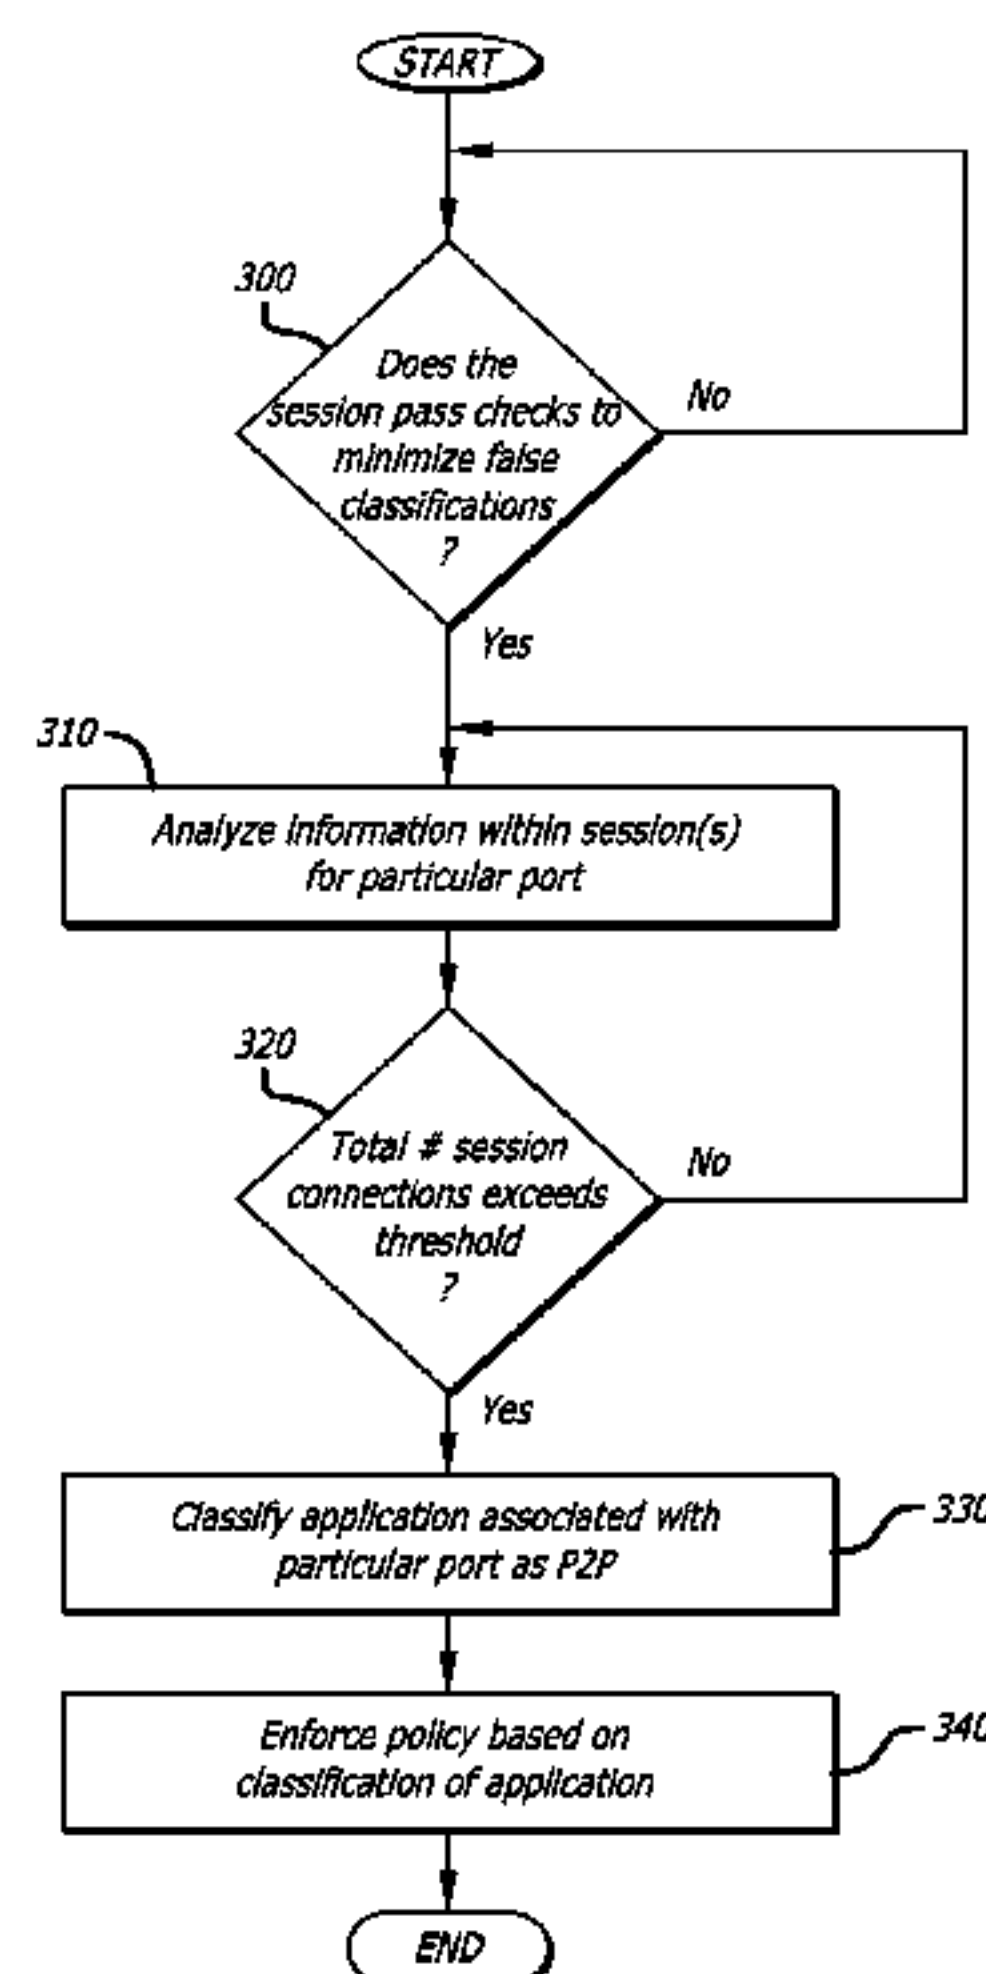 START
300
Does the
session pass checks to
minimize false
classifications
?
No
Yes
310
Analyze information within session(s)
for particular port
320
Total # session
connections exceeds
threshold
?
No
Yes
Classify application associated with
particular port as P2P
330
Enforce policy based on
classification of application
340
END